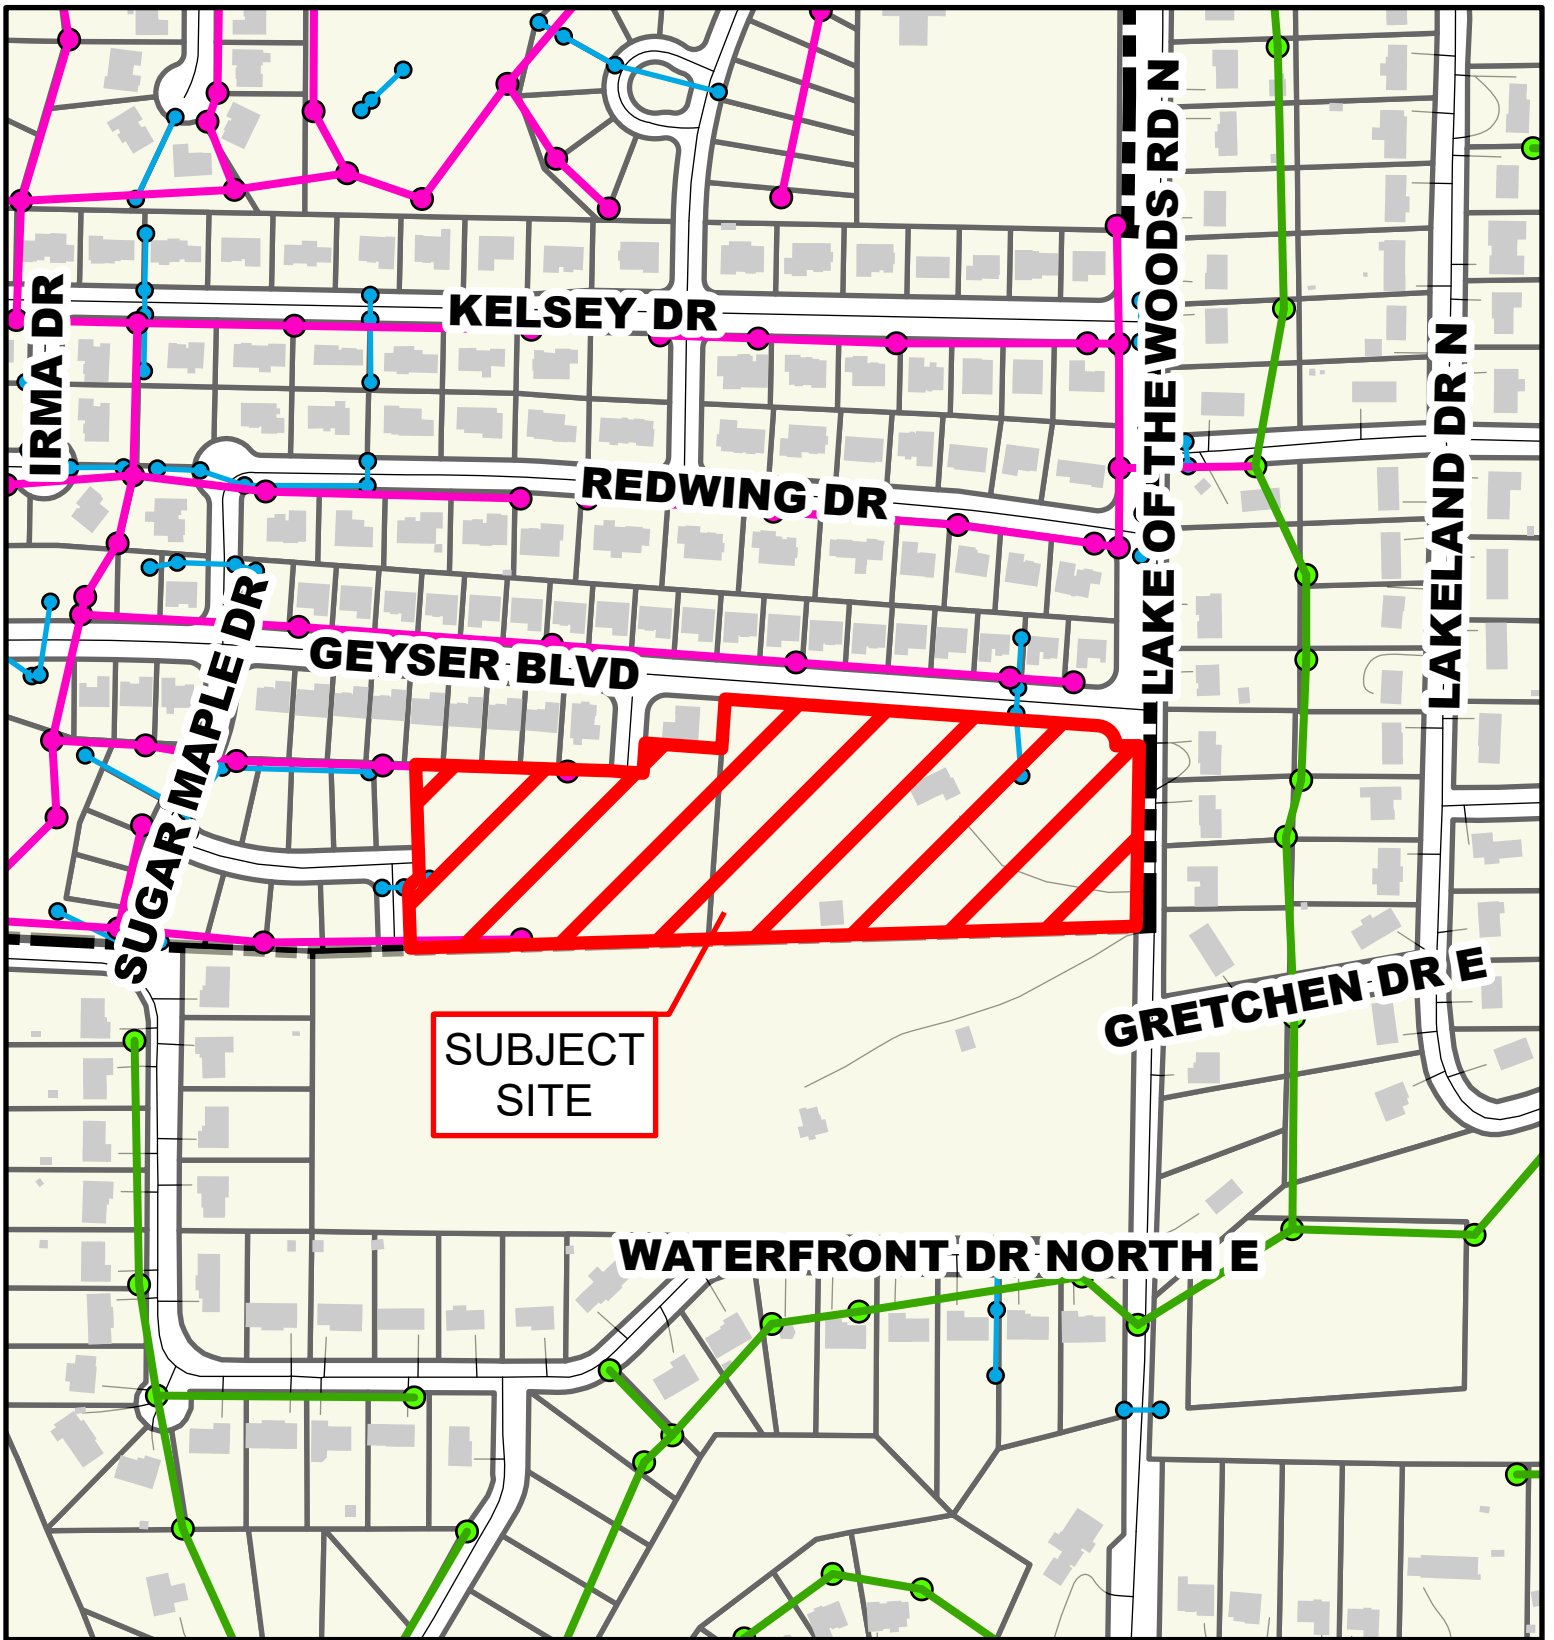 LAKE OF THE WOODS RD N
IRMA DR
KELSEY DR
LAKELAND DR N
REDWING DR
SUGAR MAPLE DR
GEYSER BLVD
GRETCHEN DR E
SUBJECT
SITE
WATERFRONT DR NORTH E